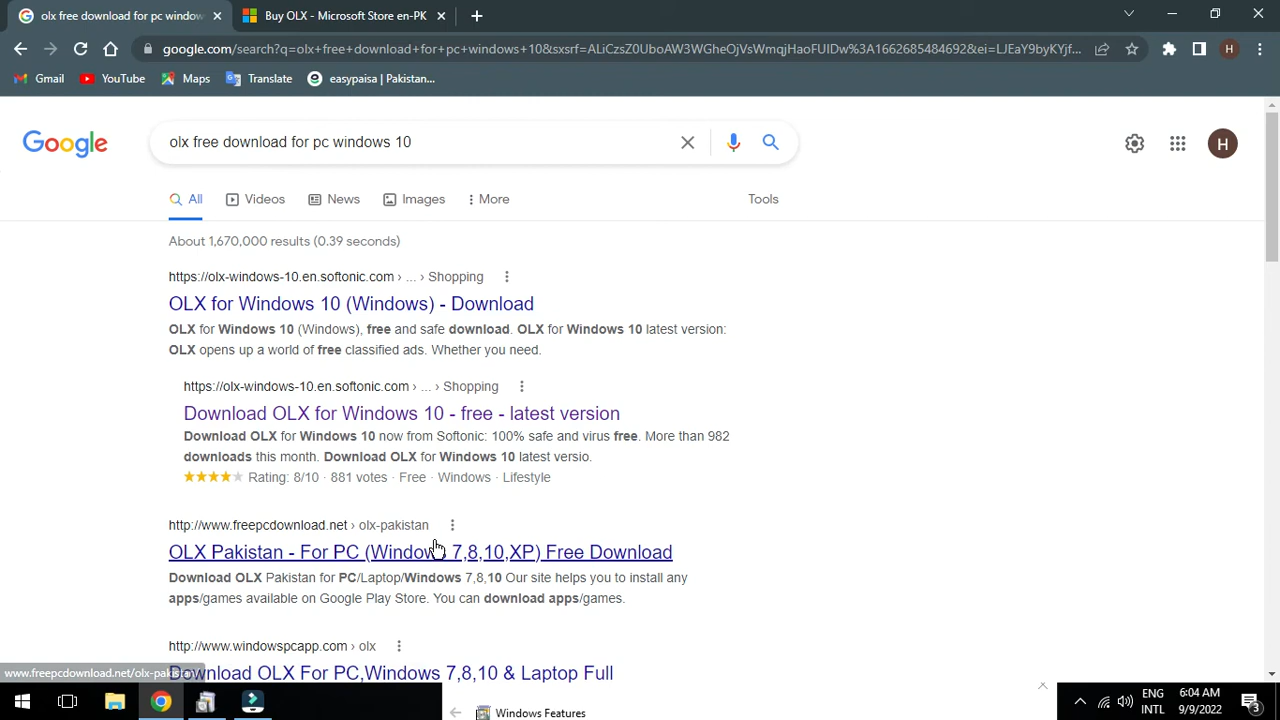 olx free download for pc window
Buy OLX - Microsoft Store en-PK
google.com/search?q=olx+free+download+for+pc+windows+10&sxsrf=ALiCzsZ0UboAW3WGheOjVsWmqjHaoFUIDw%3A1662685484692&ei=LJEaY9byKYjf...
H
Gmail
YouTube
Maps
Translate
easypaisa | Pakistan...
Google
olx free download for pc windows 10
H
All
Videos
News
Images
More
Tools
About 1,670,000 results (0.39 seconds)
https://olx-windows-10.en.softonic.com › ... › Shopping
OLX for Windows 10 (Windows) - Download
OLX for Windows 10 (Windows), free and safe download. OLX for Windows 10 latest version:
OLX opens up a world of free classified ads. Whether you need.
https://olx-windows-10.en.softonic.com › ... › Shopping
Download OLX for Windows 10 - free - latest version
Download OLX for Windows 10 now from Softonic: 100% safe and virus free. More than 982
downloads this month. Download OLX for Windows 10 latest versio.
Rating: 8/10 · 881 votes · Free · Windows · Lifestyle
http://www.freepcdownload.net › olx-pakistan
OLX Pakistan - For PC (Window 7,8,10,XP) Free Download
Download OLX Pakistan for PC/Laptop/Windows 7,8,10 Our site helps you to install any
apps/games available on Google Play Store. You can download apps/games.
http://www.windowspcapp.com › olx
Download OLX For PC,Windows 7,8,10 & Laptop Full
www.freepcdownload.net/olx-pakistan
Windows Features
ENG
INTL
6:04 AM
9/9/2022
3